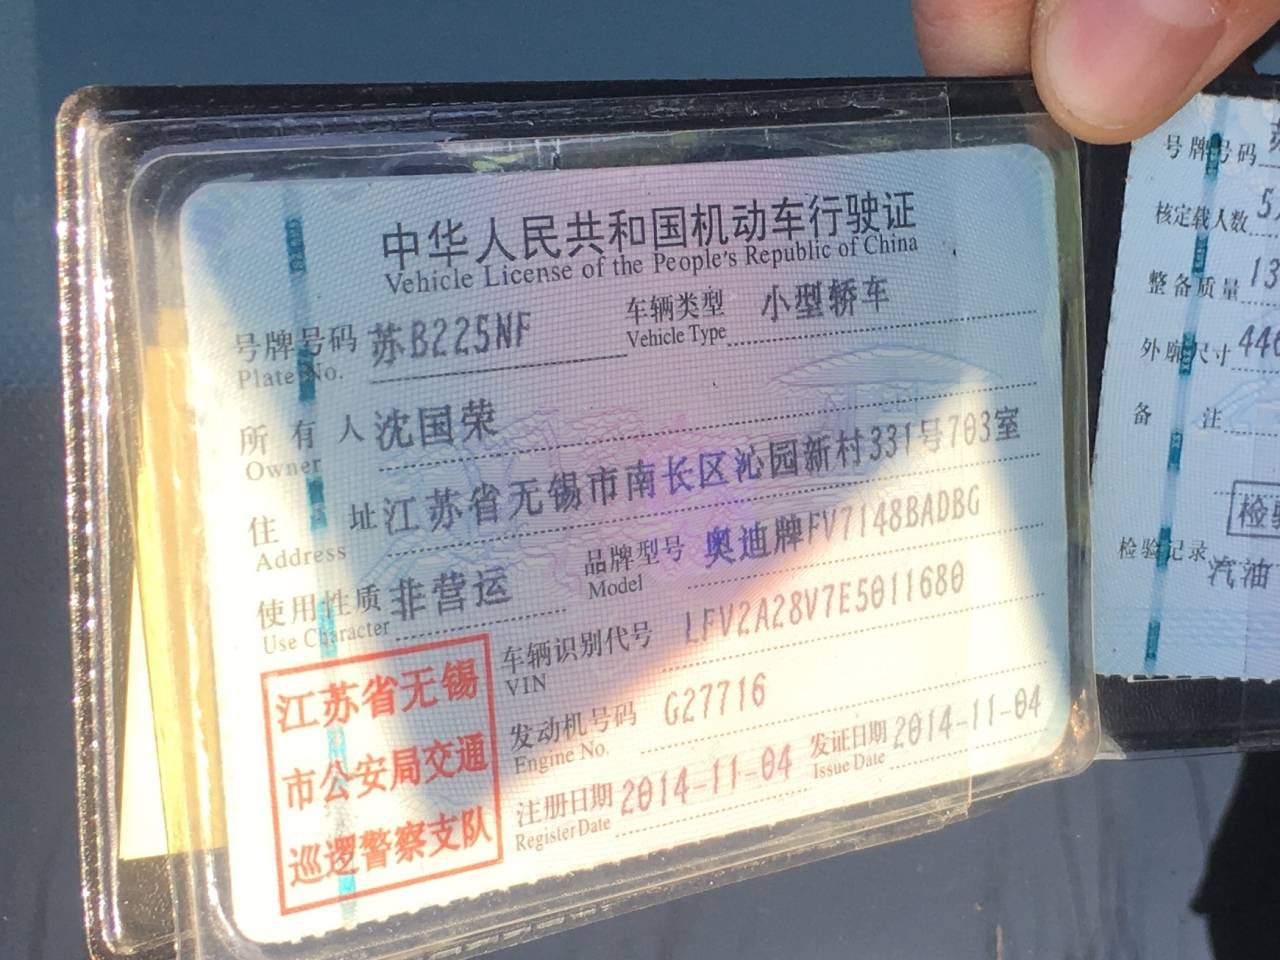 中华人民共和国机动车行驶证
Vehicle License of the People's Republic of China
号牌号码 苏B225NF 车辆类型 小型轿车
Plate No. Vehicle Type
所有人 沈国荣
Owner
住址 江苏省无锡市南长区沁园新村331号703室
Address
使用性质 非营运 品牌型号 奥迪牌FV7148BADBG
Use Character Model
车辆识别代号 LFV2A28V7E5011680
VIN
发动机号码 G27716
Engine No.
注册日期 2014-11-04 发证日期 2014-11-04
Register Date Issue Date
江苏省无锡
市公安局交通
巡逻警察支队
号牌号码
核定载人数 5
整备质量 13
外廓尺寸 446
备注
检验记录
汽油